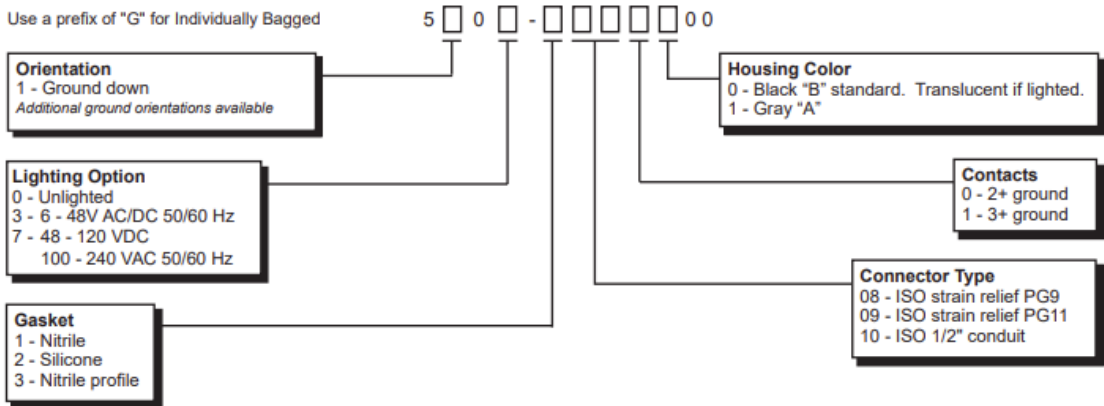 Use a prefix of "G" for Individually Bagged
5 □ 0 □ - □ □ □ □ □ 0 0
Orientation
1 - Ground down
Additional ground orientations available
Housing Color
0 - Black “B” standard. Translucent if lighted.
1 - Gray “A”
Lighting Option
0 - Unlighted
3 - 6 - 48V AC/DC 50/60 Hz
7 - 48 - 120 VDC
100 - 240 VAC 50/60 Hz
Contacts
0 - 2+ ground
1 - 3+ ground
Connector Type
08 - ISO strain relief PG9
09 - ISO strain relief PG11
10 - ISO 1/2" conduit
Gasket
1 - Nitrile
2 - Silicone
3 - Nitrile profile